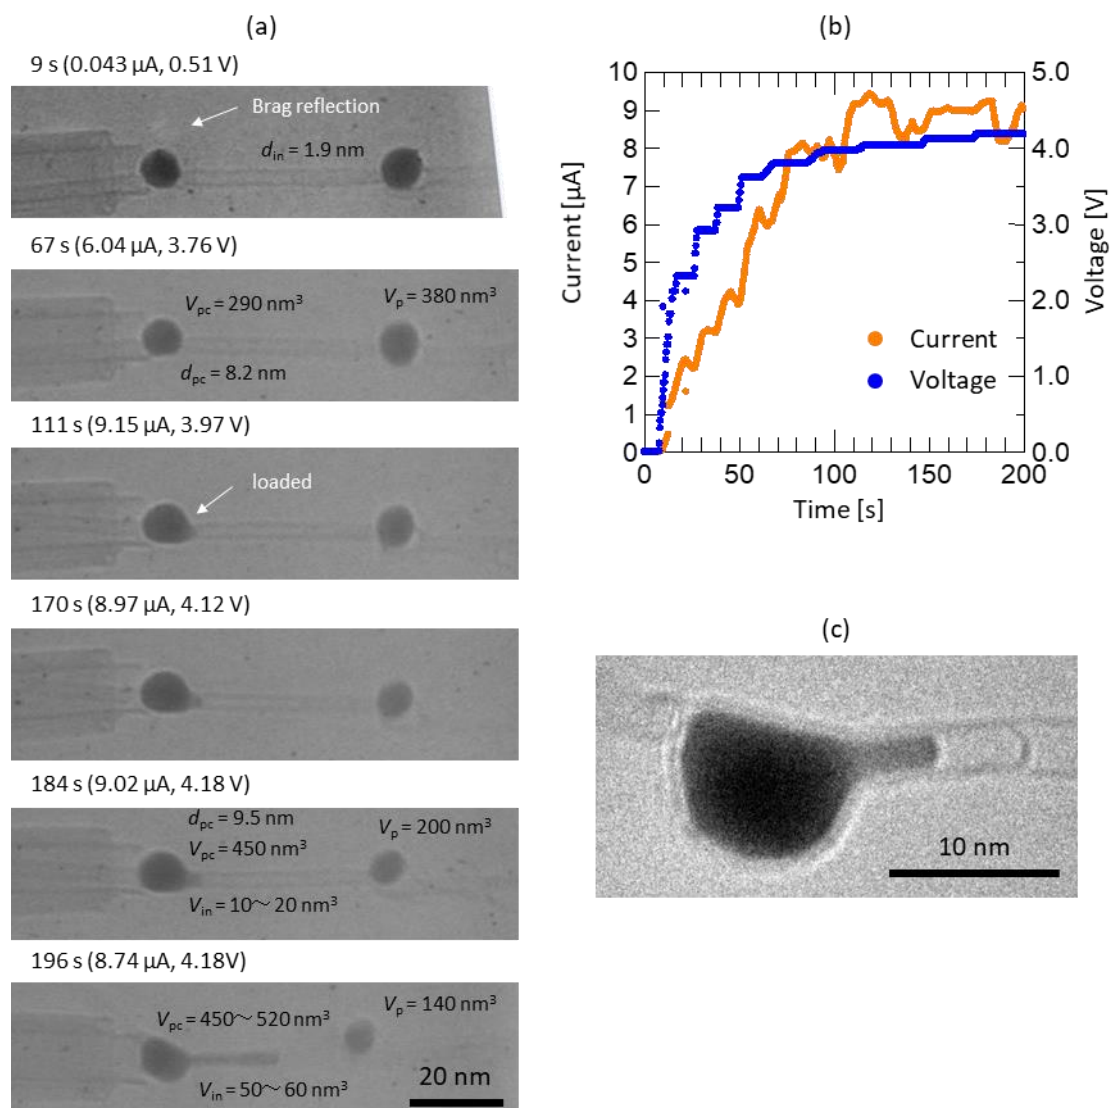 (a)
9 s (0.043 µA, 0.51 V)
Brag reflection
d_in = 1.9 nm
67 s (6.04 µA, 3.76 V)
V_pc = 290 nm³
V_p = 380 nm³
d_pc = 8.2 nm
111 s (9.15 µA, 3.97 V)
loaded
170 s (8.97 µA, 4.12 V)
184 s (9.02 µA, 4.18 V)
d_pc = 9.5 nm
V_pc = 450 nm³
V_p = 200 nm³
V_in = 10～20 nm³
196 s (8.74 µA, 4.18V)
V_p = 140 nm³
V_pc = 450～520 nm³
V_in = 50～60 nm³
20 nm
(b)
10
9
8
7
6
5
4
3
2
1
0
Current [µA]
5.0
4.0
3.0
2.0
1.0
0.0
Voltage [V]
Current
Voltage
0
50
100
150
200
Time [s]
(c)
10 nm